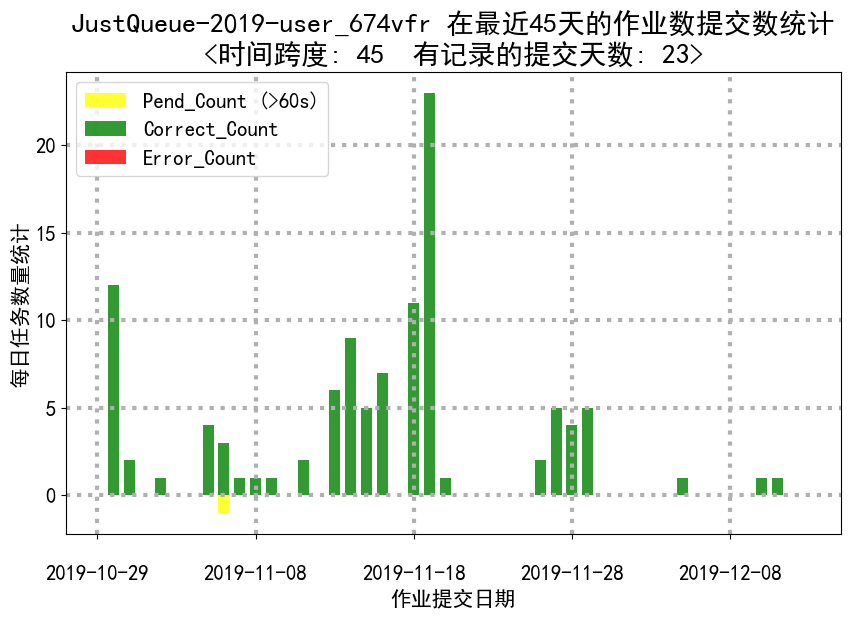 JustQueue-2019-user_674vfr 在最近45天的作业数提交数统计
<时间跨度: 45  有记录的提交天数: 23>
Pend_Count (>60s)
Correct_Count
Error_Count
每日任务数量统计
20
15
10
5
0
2019-10-29
2019-11-08
2019-11-18
2019-11-28
2019-12-08
作业提交日期